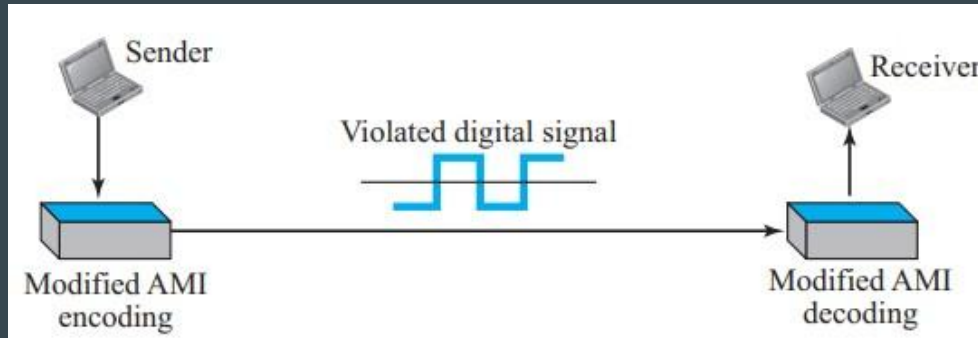 Sender
Receiver
Violated digital signal
Modified AMI
encoding
Modified AMI
decoding